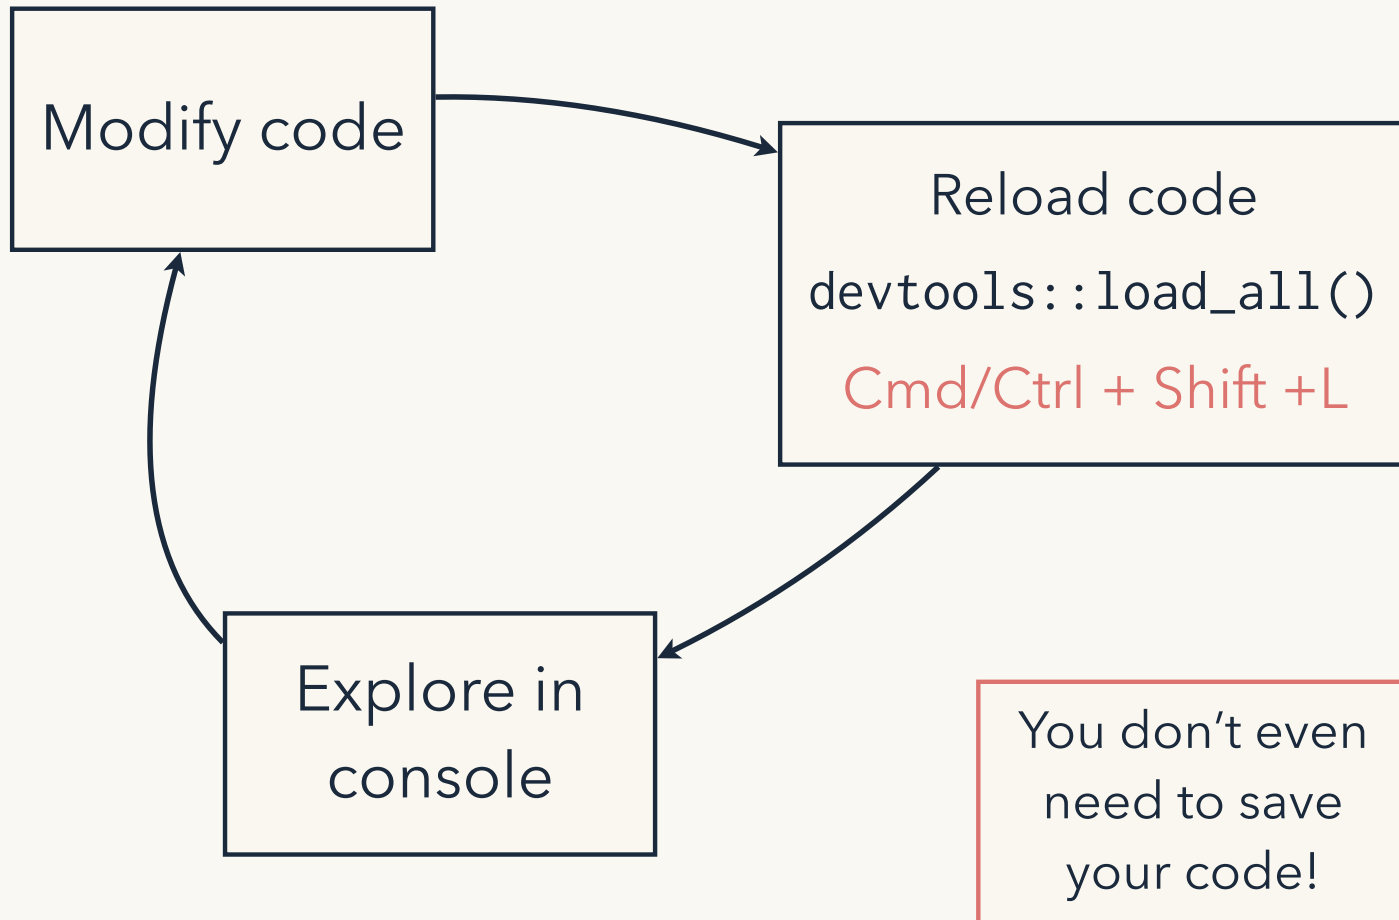 Modify code
Reload code
devtools::load_all()
Cmd/Ctrl + Shift +L
Explore in
console
You don’t even
need to save
your code!